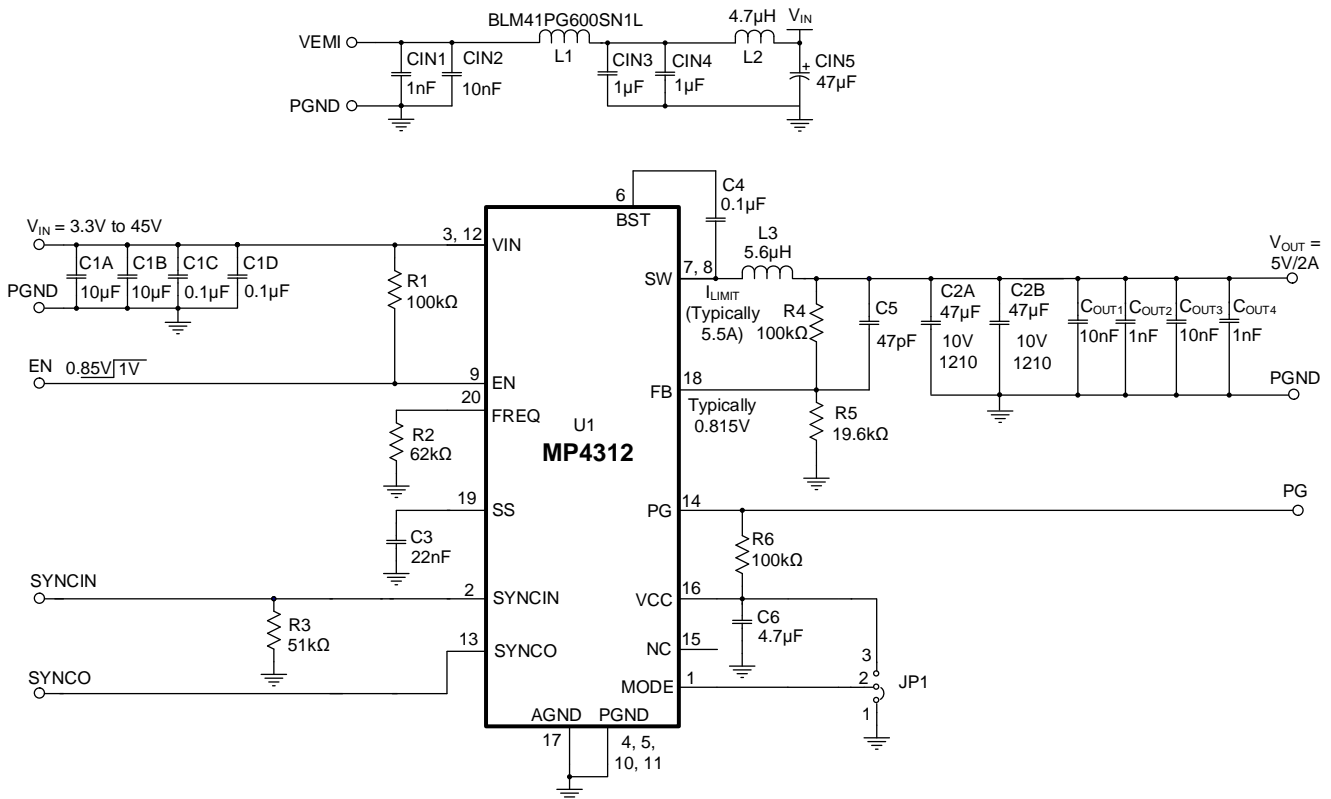 BLM41PG600SN1L
4.7µH
VIN
VEMI
CIN1
1nF
CIN2
10nF
L1
CIN3
1µF
CIN4
1µF
L2
+
CIN5
47µF
PGND
VIN = 3.3V to 45V
C1A
10µF
C1B
10µF
C1C
0.1µF
C1D
0.1µF
PGND
R1
100kΩ
EN
0.85V
1V
R2
62kΩ
C3
22nF
SYNCIN
R3
51kΩ
SYNCO
3, 12
VIN
9
EN
20
FREQ
19
SS
2
SYNCIN
13
SYNCO
6
BST
U1
MP4312
AGND
PGND
17
4, 5,
10, 11
7, 8
SW
18
FB
14
PG
16
VCC
15
NC
1
MODE
C4
0.1µF
L3
5.6µH
ILIMIT
(Typically
5.5A)
R4
100kΩ
C5
47pF
C2A
47µF
10V
1210
C2B
47µF
10V
1210
COUT1
10nF
COUT2
1nF
COUT3
10nF
COUT4
1nF
VOUT =
5V/2A
PGND
Typically
0.815V
R5
19.6kΩ
PG
R6
100kΩ
C6
4.7µF
3
2
1
JP1